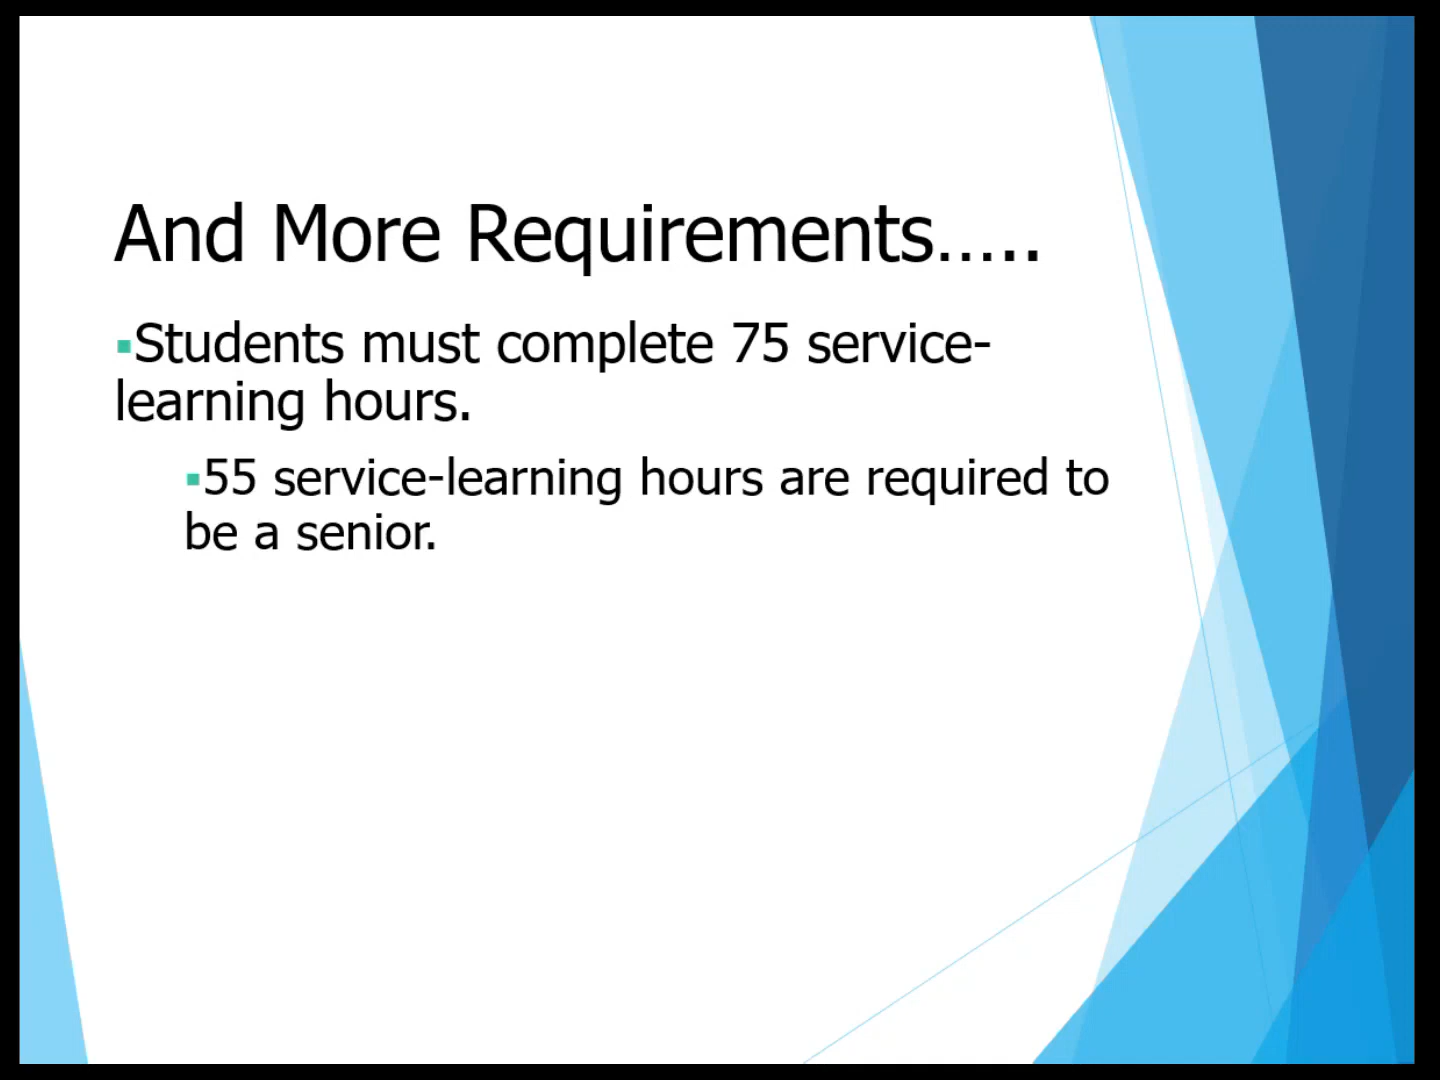 And More Requirements.....
▪Students must complete 75 service-
learning hours.
▪55 service-learning hours are required to
be a senior.